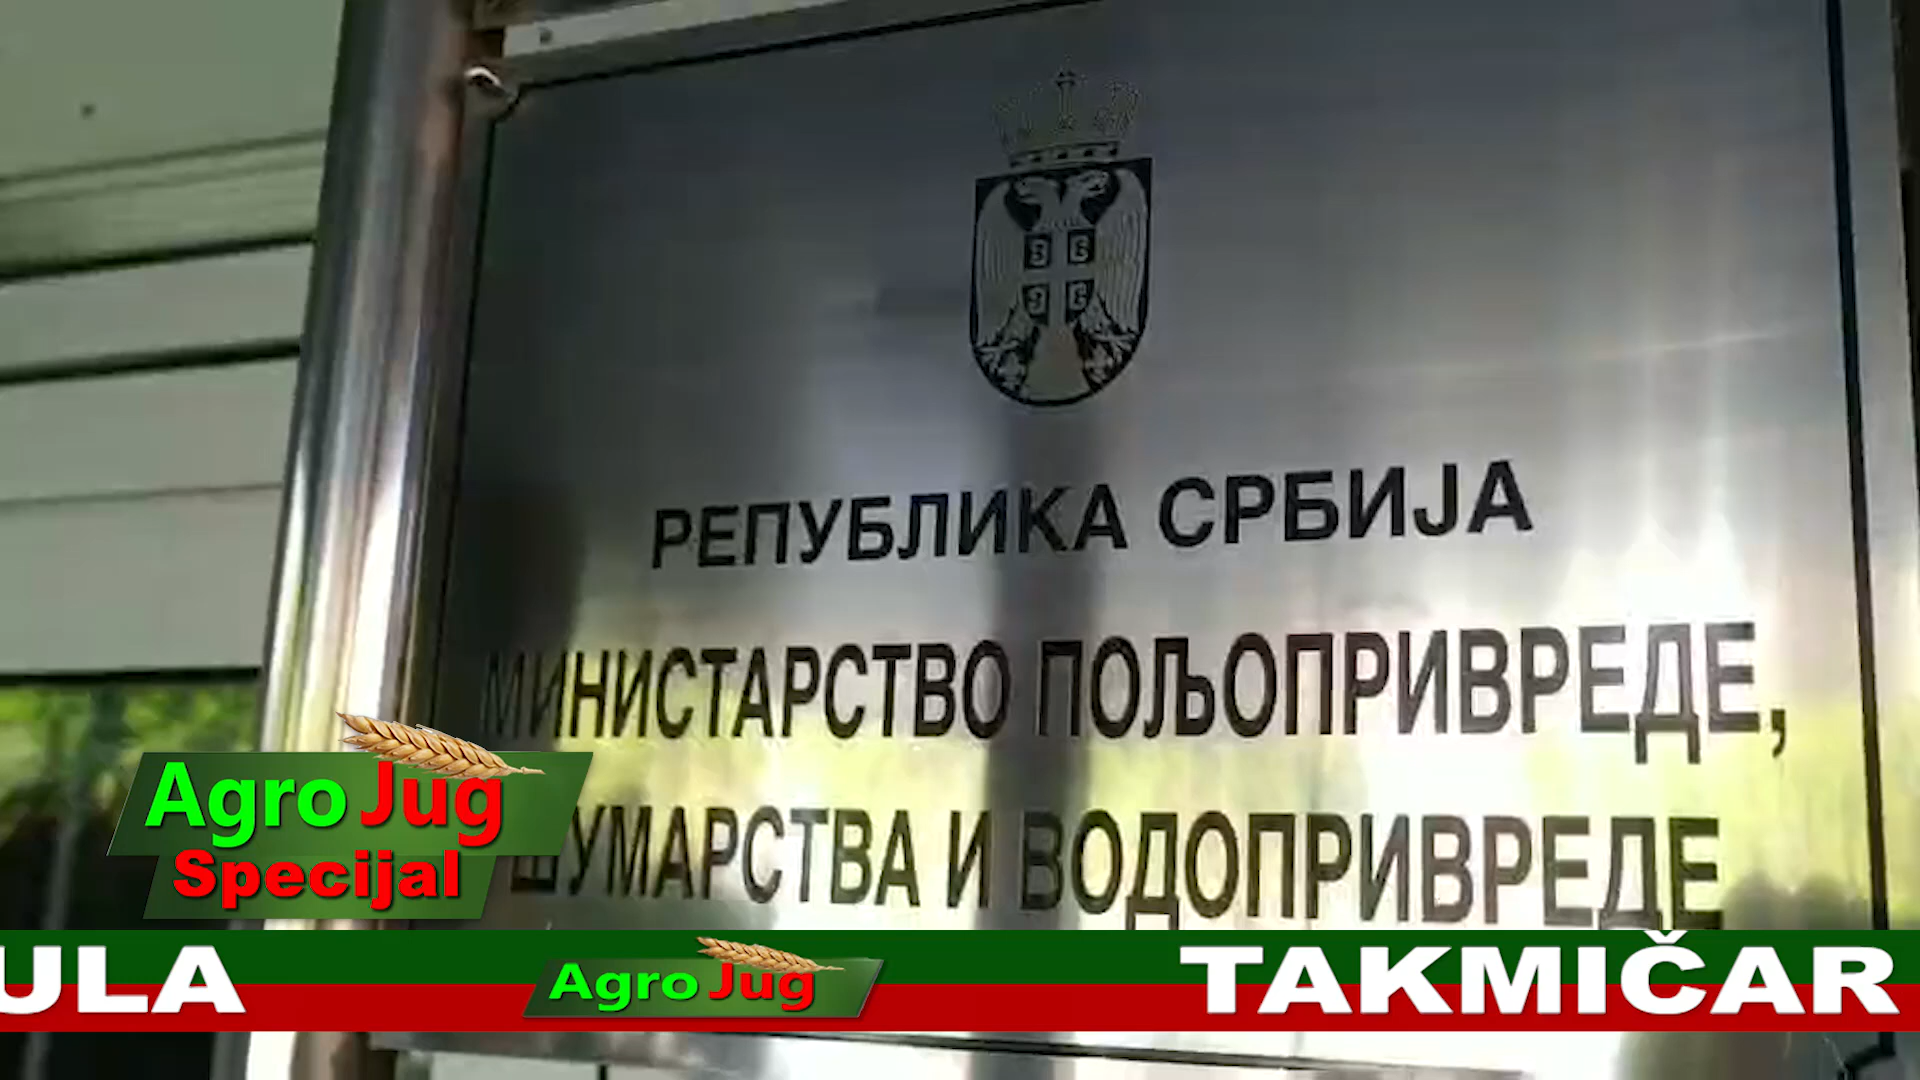 РЕПУБЛИКА СРБИЈА
МИНИСТАРСТВО ПОЉОПРИВРЕДЕ,
ШУМАРСТВА И ВОДОПРИВРЕДЕ
Agro Jug
Specijal
ULA Agro Jug TAKMIČAR